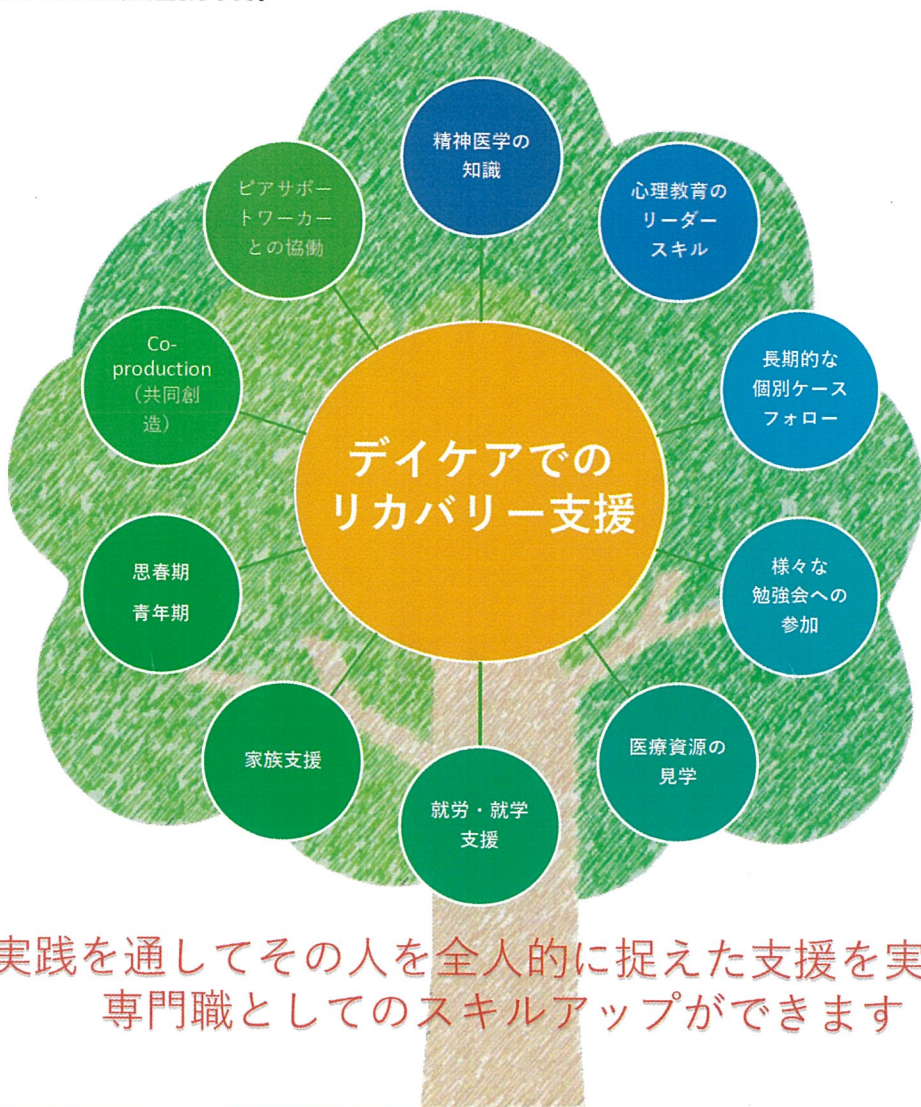 精神医学の
知識
心理教育の
リーダー
スキル
長期的な
個別ケース
フォロー
様々な
勉強会への
参加
医療資源の
見学
就労・就学
支援
家族支援
思春期
青年期
Co-
production
（共同創
造）
ピアサポー
トワーカー
との協働
デイケアでの
リカバリー支援
実践を通してその人を全人的に捉えた支援を実
専門職としてのスキルアップができます